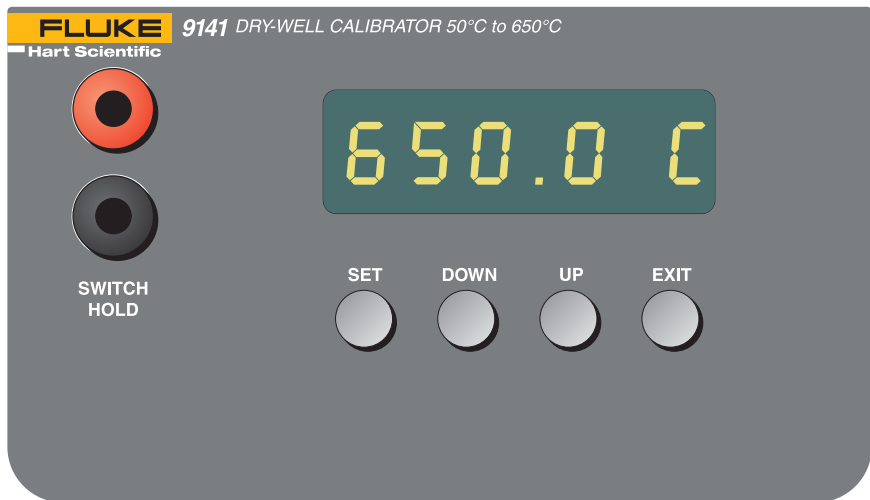 FLUKE
Hart Scientific
9141 DRY-WELL CALIBRATOR 50°C to 650°C
650.0 C
SET DOWN UP EXIT
SWITCH
HOLD